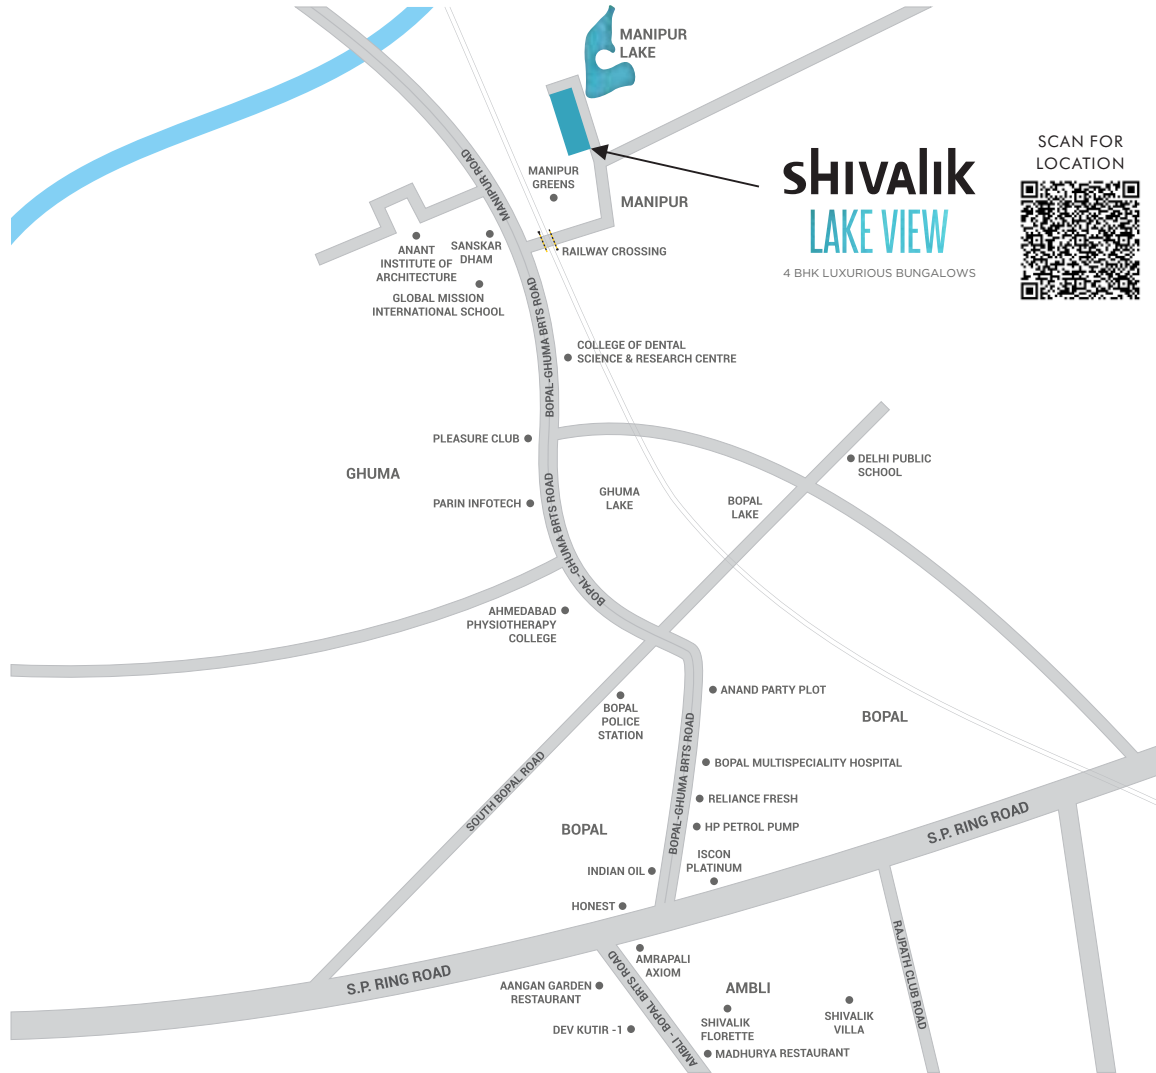 MANIPUR
LAKE
SCAN FOR
LOCATION
shivalik
LAKE VIEW
4 BHK LUXURIOUS BUNGALOWS
MANIPUR ROAD
MANIPUR
GREENS
MANIPUR
RAILWAY CROSSING
ANANT
INSTITUTE OF
ARCHITECTURE
SANSKAR
DHAM
GLOBAL MISSION
INTERNATIONAL SCHOOL
BOPAL-GHUMA BRTS ROAD
COLLEGE OF DENTAL
SCIENCE & RESEARCH CENTRE
PLEASURE CLUB
GHUMA
PARIN INFOTECH
GHUMA
LAKE
BOPAL
LAKE
DELHI PUBLIC
SCHOOL
BOPAL-GHUMA BRTS ROAD
AHMEDABAD
PHYSIOTHERAPY
COLLEGE
BOPAL
POLICE
STATION
ANAND PARTY PLOT
BOPAL
SOUTH BOPAL ROAD
BOPAL-GHUMA BRTS ROAD
BOPAL MULTISPECIALITY HOSPITAL
RELIANCE FRESH
HP PETROL PUMP
BOPAL
ISCON
PLATINUM
INDIAN OIL
HONEST
S.P. RING ROAD
S.P. RING ROAD
AMRAPALI
AXIOM
AANGAN GARDEN
RESTAURANT
DEV KUTIR -1
AMBLI - BOPAL BRTS ROAD
AMBLI
SHIVALIK
FLORETTE
SHIVALIK
VILLA
MADHURYA RESTAURANT
RAJPATH CLUB ROAD